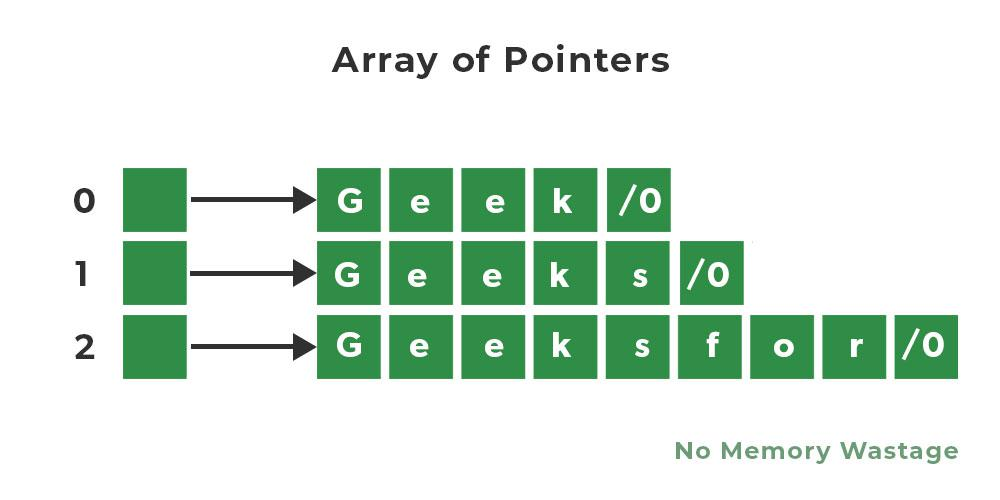 Array of Pointers
0 G e e k /0
1 G e e k s /0
2 G e e k s f o r /0
No Memory Wastage